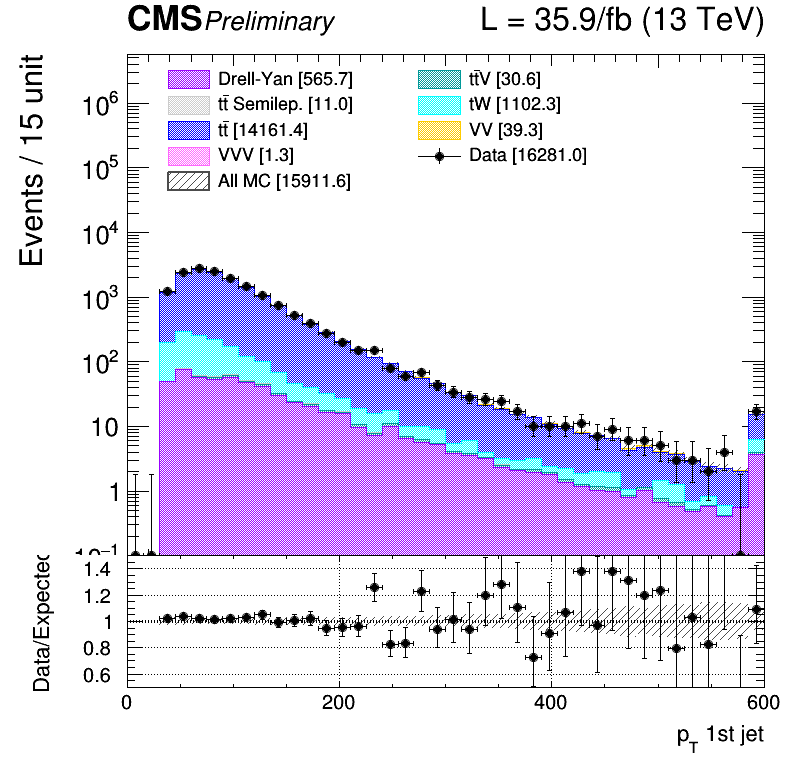 CMS Preliminary L = 35.9/fb (13 TeV)
Events / 15 unit
Drell-Yan [565.7]
tt̄ Semilep. [11.0]
tt̄ [14161.4]
VVV [1.3]
All MC [15911.6]
tt̄V [30.6]
tW [1102.3]
VV [39.3]
Data [16281.0]
10⁶
10⁵
10⁴
10³
10²
10
1
10⁻¹
Data/Expected
1.4
1.2
1
0.8
0.6
0 200 400 600
p_T 1st jet